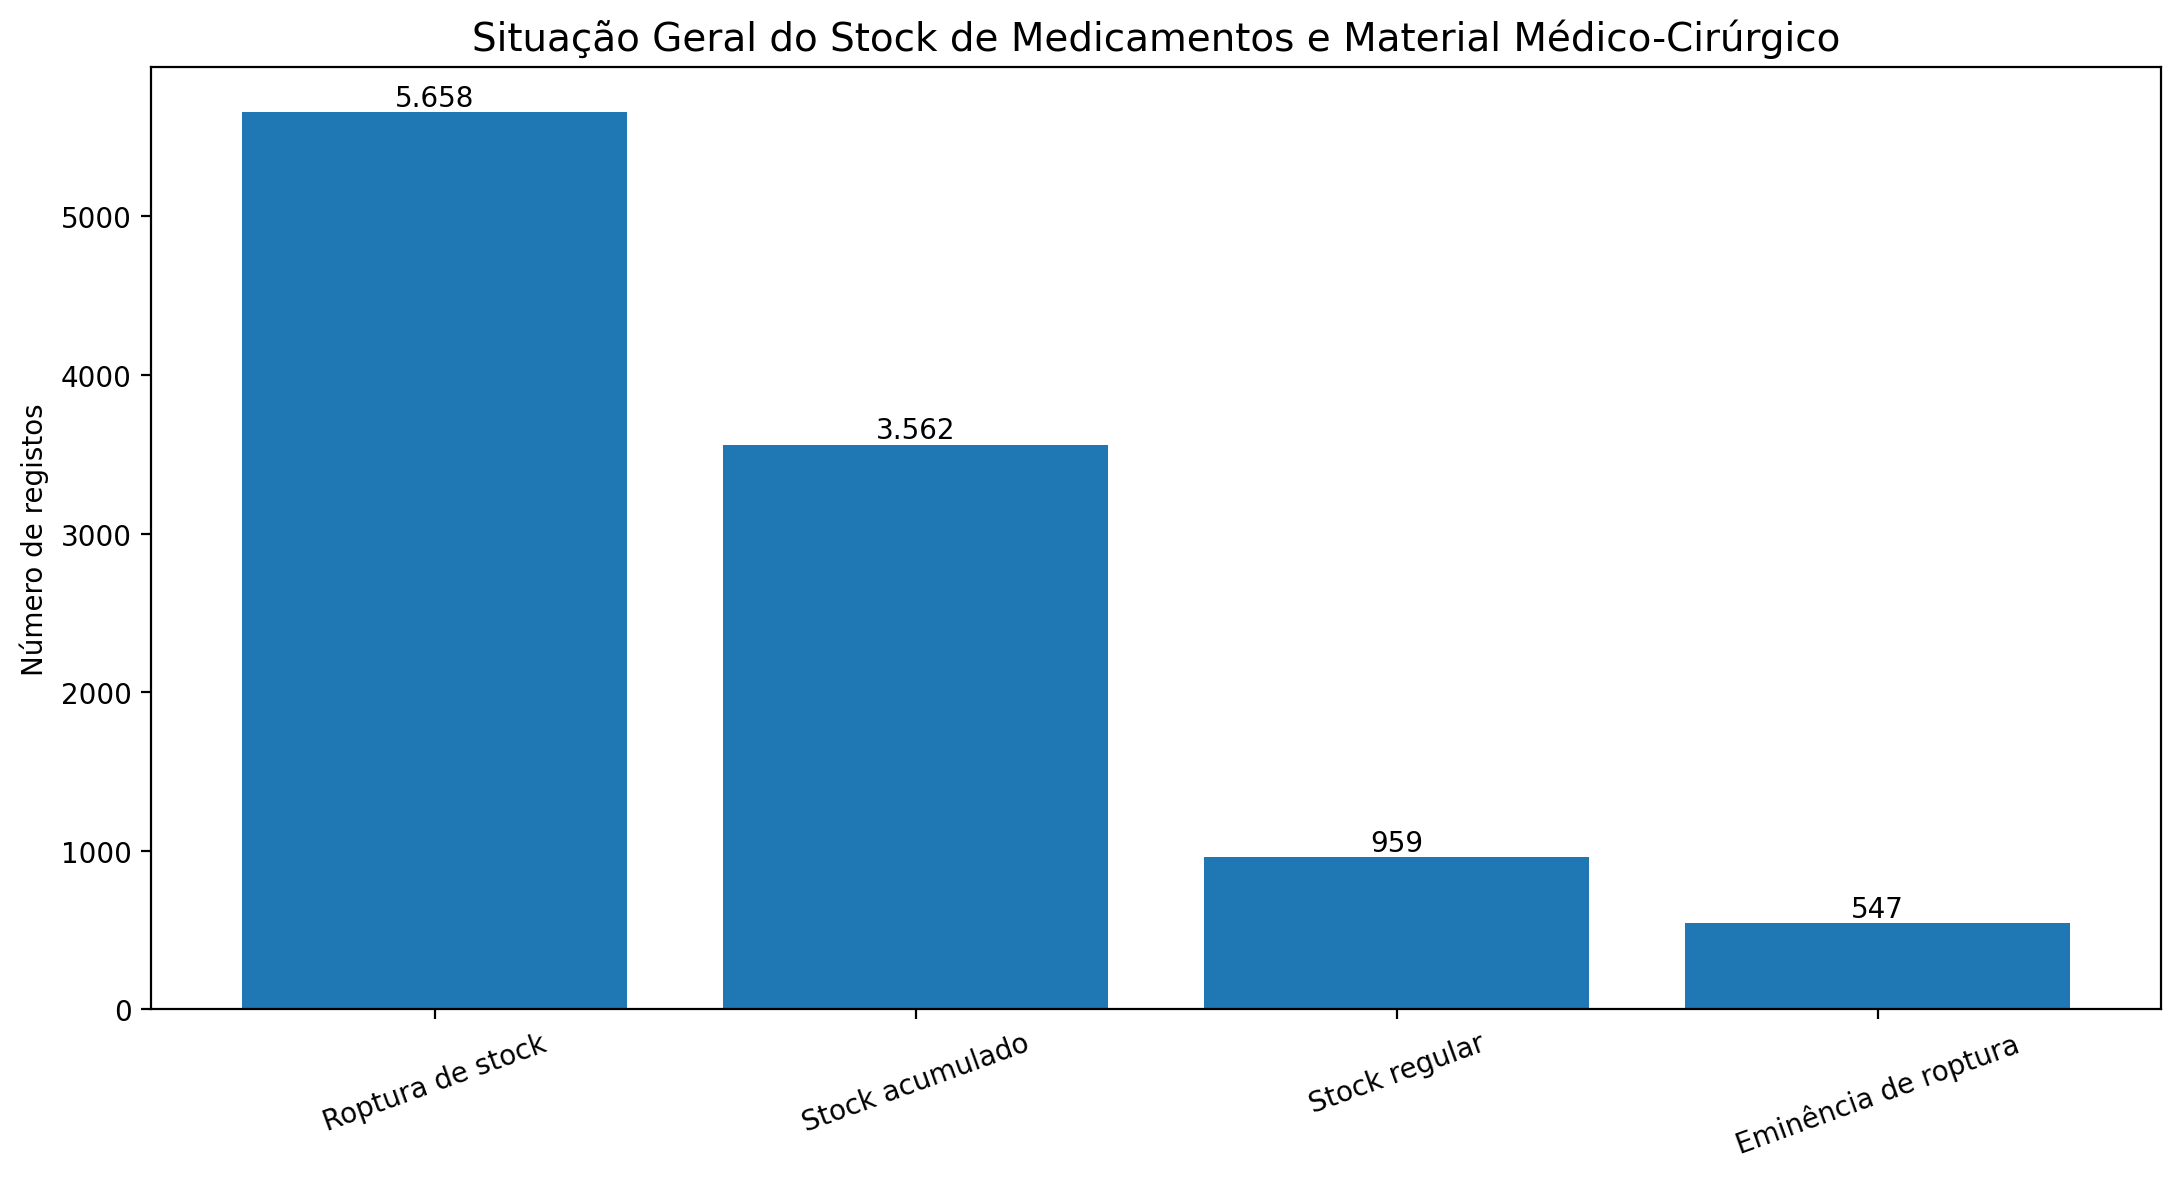 Situação Geral do Stock de Medicamentos e Material Médico-Cirúrgico
Número de registos
5000
4000
3000
2000
1000
0
5.658
3.562
959
547
Roptura de stock
Stock acumulado
Stock regular
Eminência de roptura